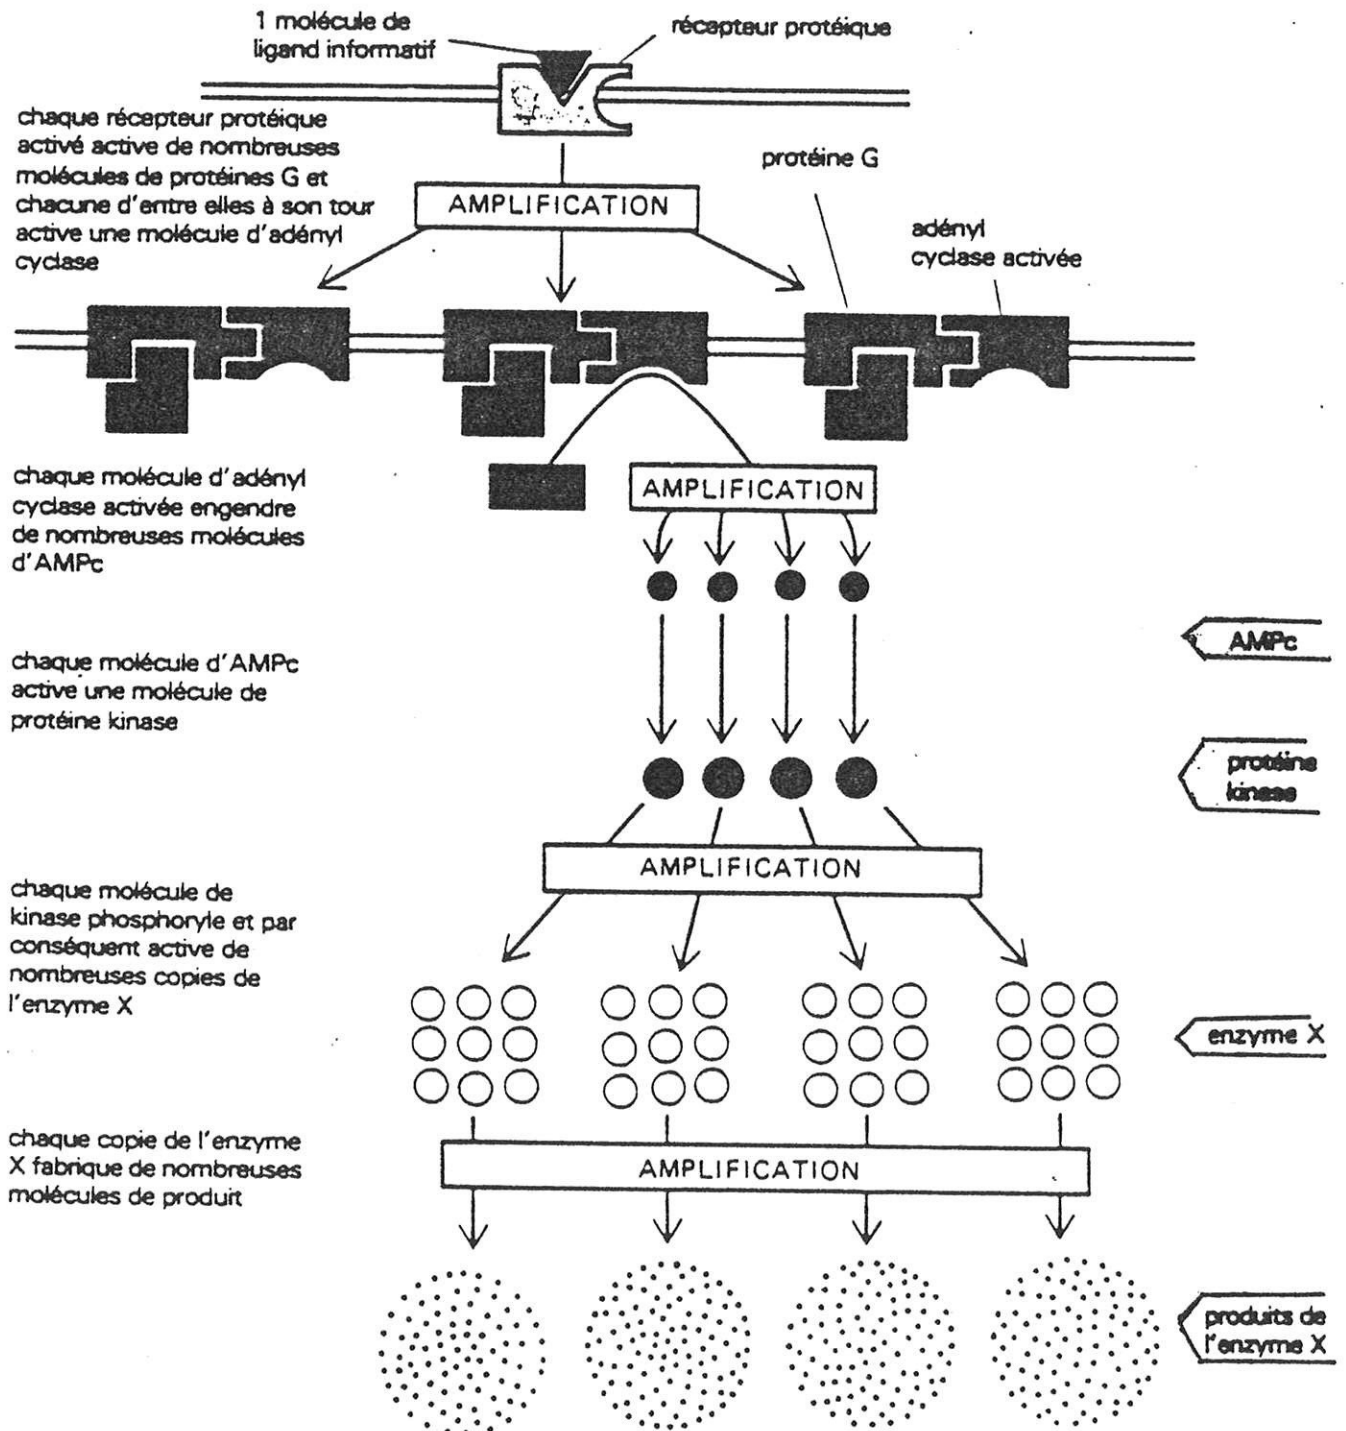 1 molécule de
ligand informatif
récepteur protéique
chaque récepteur protéique
activé active de nombreuses
molécules de protéines G et
chacune d'entre elles à son tour
active une molécule d'adényl
cyclase
AMPLIFICATION
protéine G
adényl
cyclase activée
chaque molécule d'adényl
cyclase activée engendre
de nombreuses molécules
d'AMPc
AMPLIFICATION
AMPc
chaque molécule d'AMPc
active une molécule de
protéine kinase
protéine
kinase
AMPLIFICATION
chaque molécule de
kinase phosphoryle et par
conséquent active de
nombreuses copies de
l'enzyme X
enzyme X
chaque copie de l'enzyme
X fabrique de nombreuses
molécules de produit
AMPLIFICATION
produits de
l'enzyme X